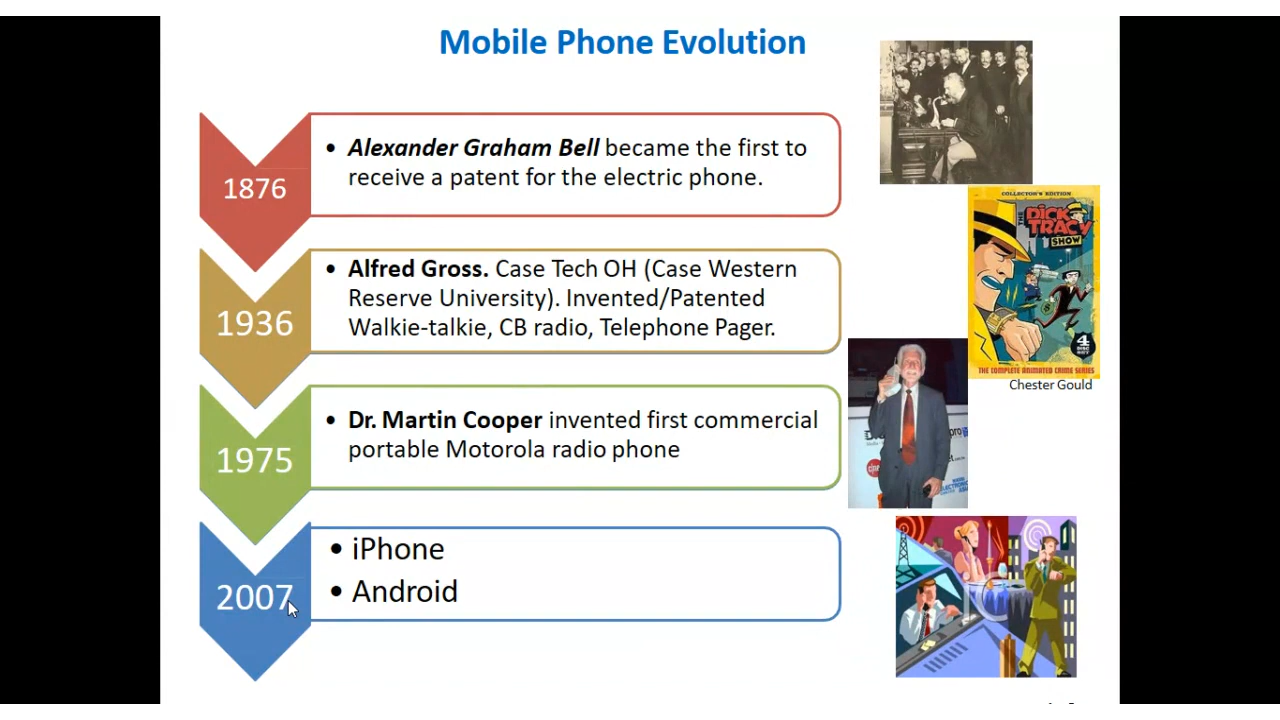 Mobile Phone Evolution
1876
• Alexander Graham Bell became the first to
receive a patent for the electric phone.
1936
• Alfred Gross. Case Tech OH (Case Western
Reserve University). Invented/Patented
Walkie-talkie, CB radio, Telephone Pager.
1975
• Dr. Martin Cooper invented first commercial
portable Motorola radio phone
2007
• iPhone
• Android
COLLECTOR'S EDITION
THE
DICK
TRACY
SHOW
4
DISC
SET
THE COMPLETE ANIMATED CRIME SERIES
Chester Gould